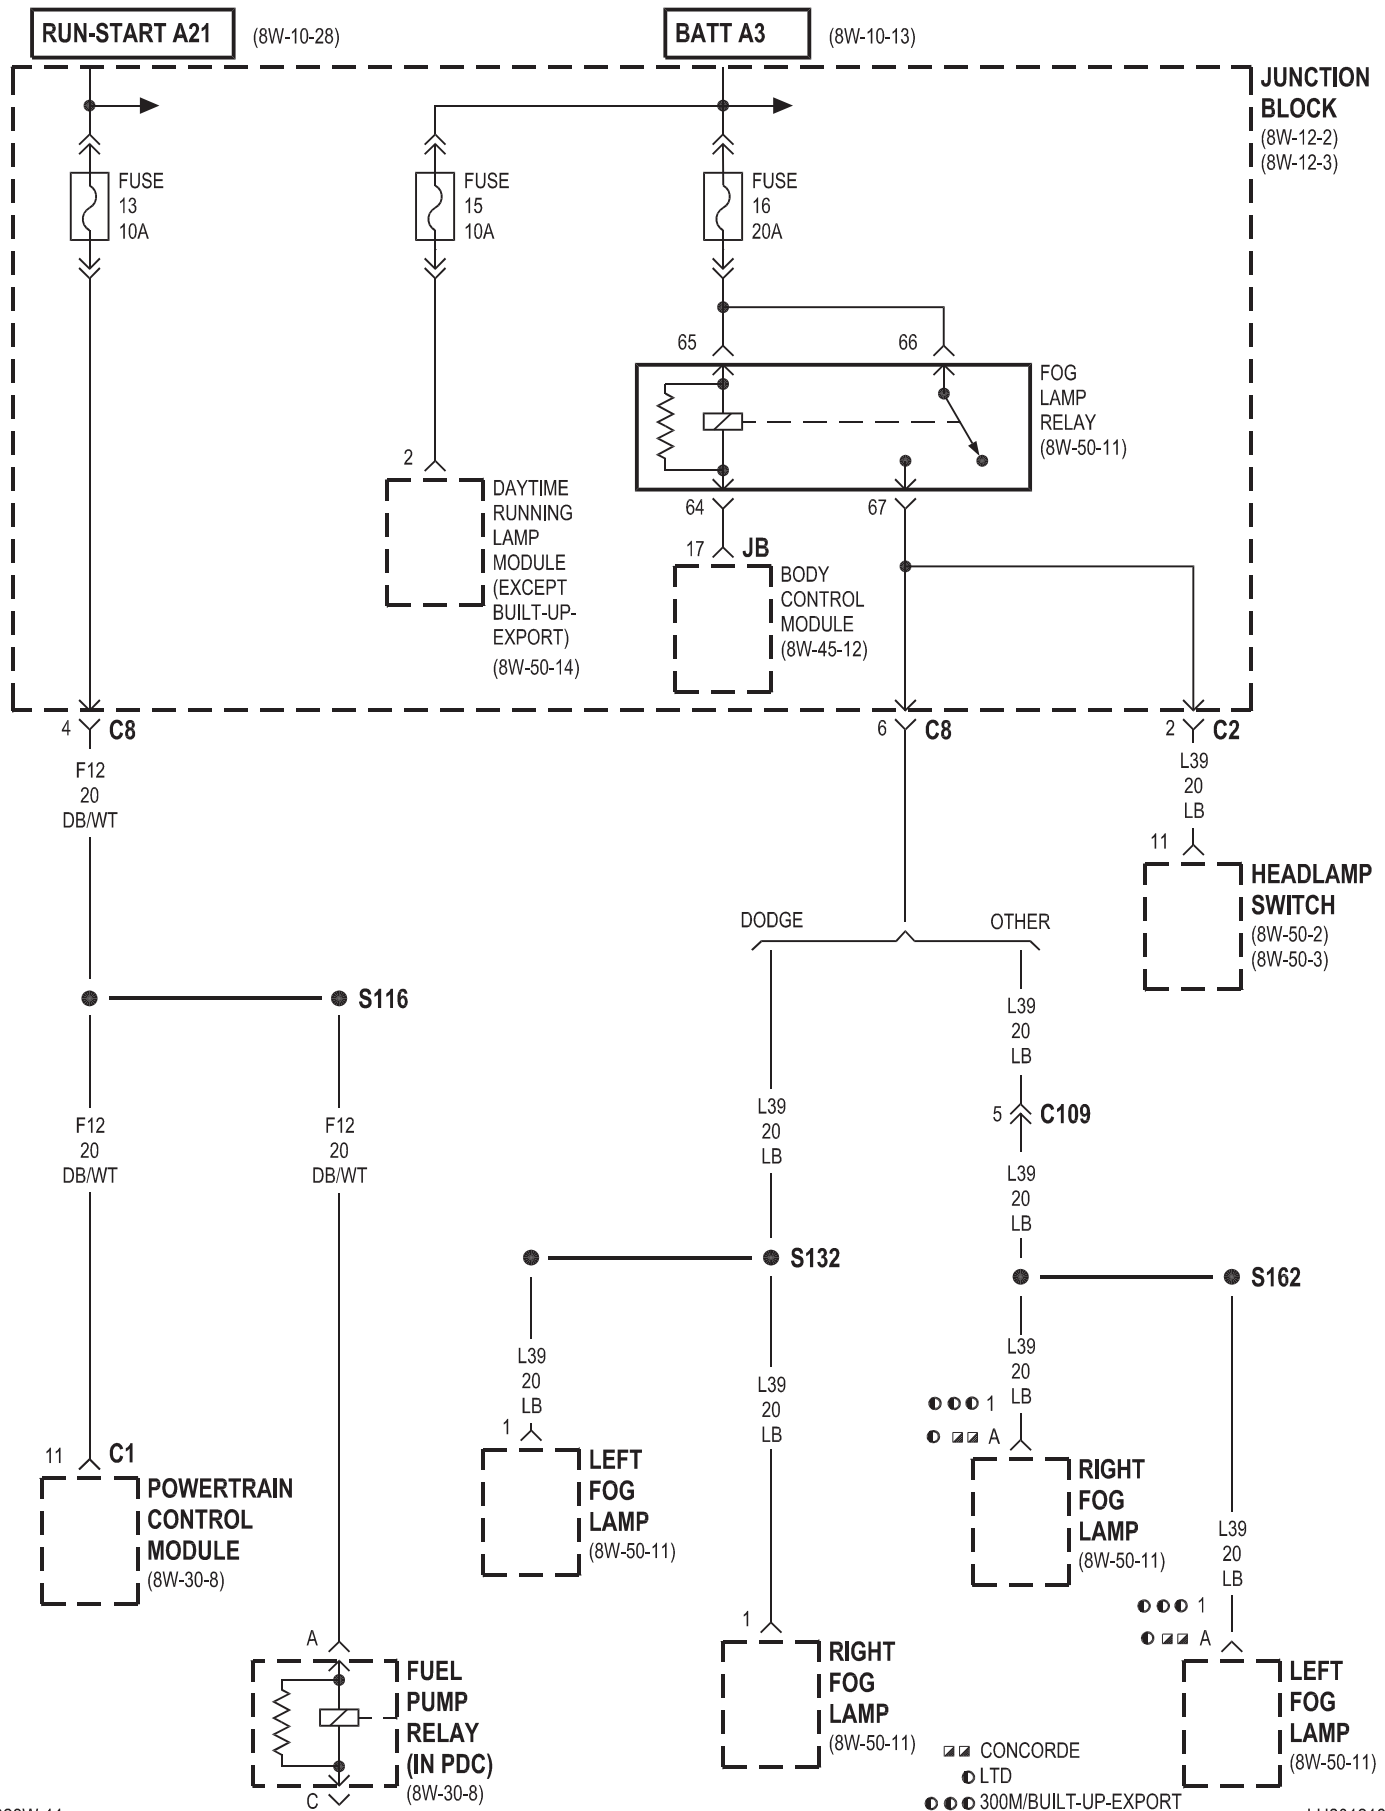 RUN-START A21
(8W-10-28)
BATT A3
(8W-10-13)
JUNCTION
BLOCK
(8W-12-2)
(8W-12-3)
FUSE
13
10A
FUSE
15
10A
FUSE
16
20A
65
66
FOG
LAMP
RELAY
(8W-50-11)
2
DAYTIME
RUNNING
LAMP
MODULE
(EXCEPT
BUILT-UP-
EXPORT)
(8W-50-14)
64
67
17
JB
BODY
CONTROL
MODULE
(8W-45-12)
4
C8
6
C8
2
C2
F12
20
DB/WT
L39
20
LB
11
HEADLAMP
SWITCH
(8W-50-2)
(8W-50-3)
DODGE
OTHER
S116
L39
20
LB
5
C109
F12
20
DB/WT
F12
20
DB/WT
L39
20
LB
L39
20
LB
S132
S162
L39
20
LB
L39
20
LB
L39
20
LB
1
A
1
11
C1
POWERTRAIN
CONTROL
MODULE
(8W-30-8)
LEFT
FOG
LAMP
(8W-50-11)
RIGHT
FOG
LAMP
(8W-50-11)
L39
20
LB
1
A
A
FUEL
PUMP
RELAY
(IN PDC)
(8W-30-8)
C
1
RIGHT
FOG
LAMP
(8W-50-11)
LEFT
FOG
LAMP
(8W-50-11)
CONCORDE
LTD
300M/BUILT-UP-EXPORT